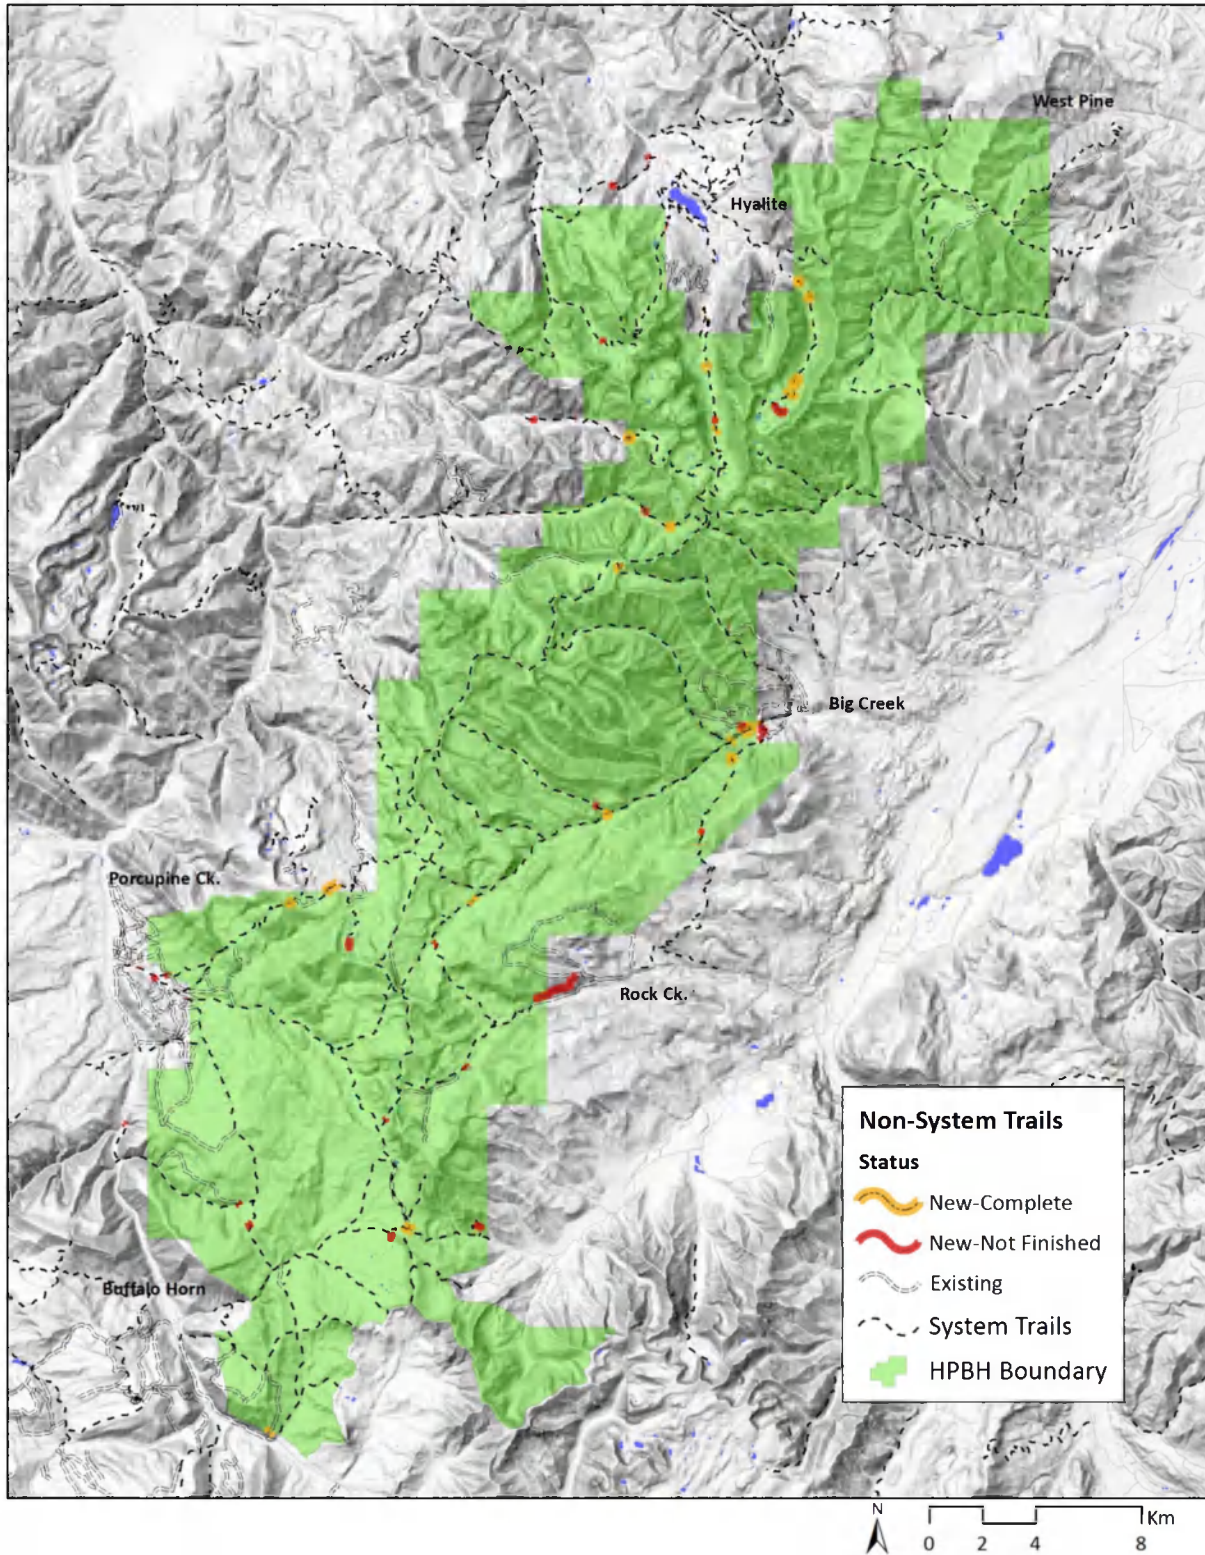 West Pine
Hyalite
Big Creek
Porcupine Ck.
Rock Ck.
Buffalo Horn
Non-System Trails
Status
New-Complete
New-Not Finished
Existing
System Trails
HPBH Boundary
N
Km
0 2 4 8